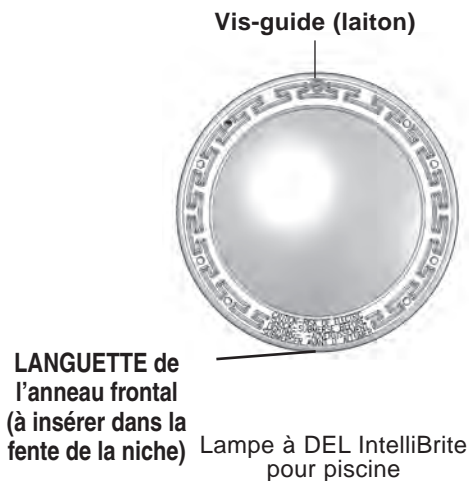 Vis-guide (laiton)
LANGUETTE de
l'anneau frontal
(à insérer dans la
fente de la niche)
Lampe à DEL IntelliBrite
pour piscine